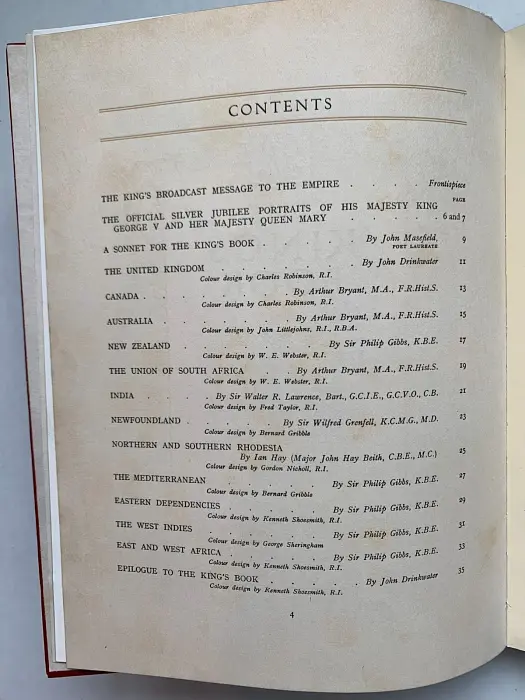 CONTENTS
THE KING'S BROADCAST MESSAGE TO THE EMPIRE . . . . Frontispiece
PAGE
THE OFFICIAL SILVER JUBILEE PORTRAITS OF HIS MAJESTY KING
GEORGE V AND HER MAJESTY QUEEN MARY . . . . . 6 and 7
A SONNET FOR THE KING'S BOOK . . . . . By John Masefield, 9
POET LAUREATE
THE UNITED KINGDOM . . . . . . By John Drinkwater 11
Colour design by Charles Robinson, R.I.
CANADA . . . . . . . By Arthur Bryant, M.A., F.R.Hist.S. 13
Colour design by Charles Robinson, R.I.
AUSTRALIA . . . . . . By Arthur Bryant, M.A., F.R.Hist.S. 15
Colour design by John Littlejohns, R.I., R.B.A.
NEW ZEALAND . . . . . . By Sir Philip Gibbs, K.B.E. 17
Colour design by W. E. Webster, R.I.
THE UNION OF SOUTH AFRICA . . By Arthur Bryant, M.A., F.R.Hist.S. 19
Colour design by W. E. Webster, R.I.
INDIA . . . . By Sir Walter R. Lawrence, Bart., G.C.I.E., G.C.V.O., C.B. 21
Colour design by Fred Taylor, R.I.
NEWFOUNDLAND . . . . . By Sir Wilfred Grenfell, K.C.M.G., M.D. 23
Colour design by Bernard Gribble
NORTHERN AND SOUTHERN RHODESIA
By Ian Hay (Major John Hay Beith, C.B.E., M.C.) 25
Colour design by Gordon Nicholl, R.I.
THE MEDITERRANEAN . . . . . By Sir Philip Gibbs, K.B.E. 27
Colour design by Bernard Gribble
EASTERN DEPENDENCIES . . . . . By Sir Philip Gibbs, K.B.E. 29
Colour design by Kenneth Shoesmith, R.I.
THE WEST INDIES . . . . . By Sir Philip Gibbs, K.B.E. 31
Colour design by George Sheringham
EAST AND WEST AFRICA . . . . . By Sir Philip Gibbs, K.B.E. 33
Colour design by Kenneth Shoesmith, R.I.
EPILOGUE TO THE KING'S BOOK . . . . . By John Drinkwater 35
Colour design by Kenneth Shoesmith, R.I.
4